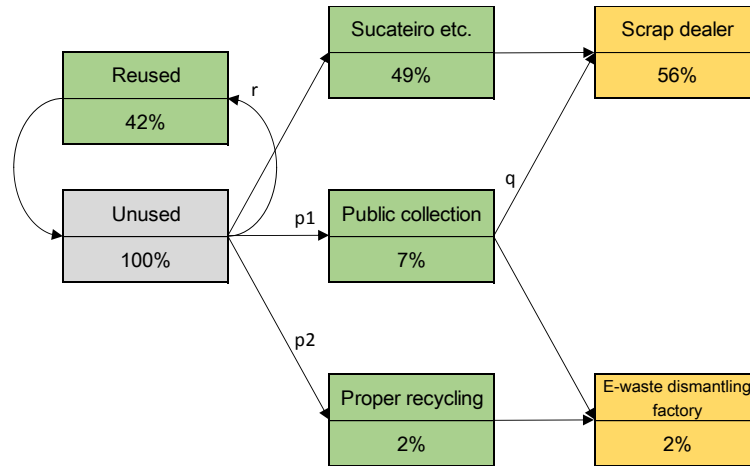 Sucateiro etc.
49%
Scrap dealer
56%
Reused
42%
r
Unused
100%
p1
Public collection
7%
q
p2
Proper recycling
2%
E-waste dismantling
factory
2%